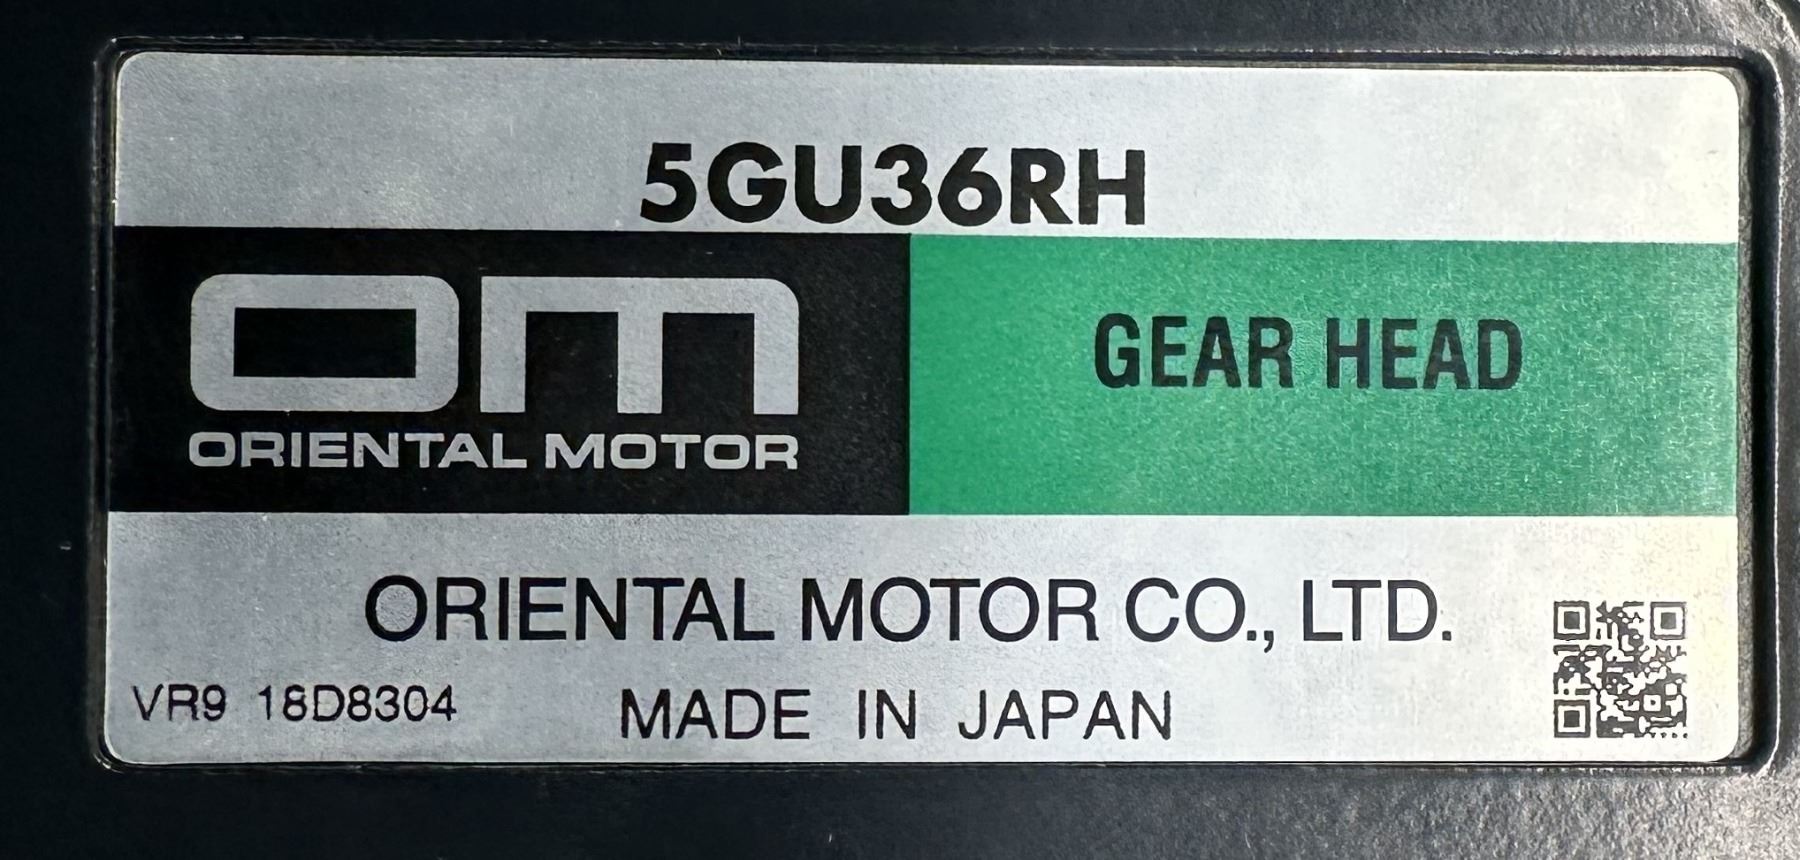 5GU36RH
om
ORIENTAL MOTOR
GEAR HEAD
ORIENTAL MOTOR CO., LTD.
VR9 18D8304
MADE IN JAPAN